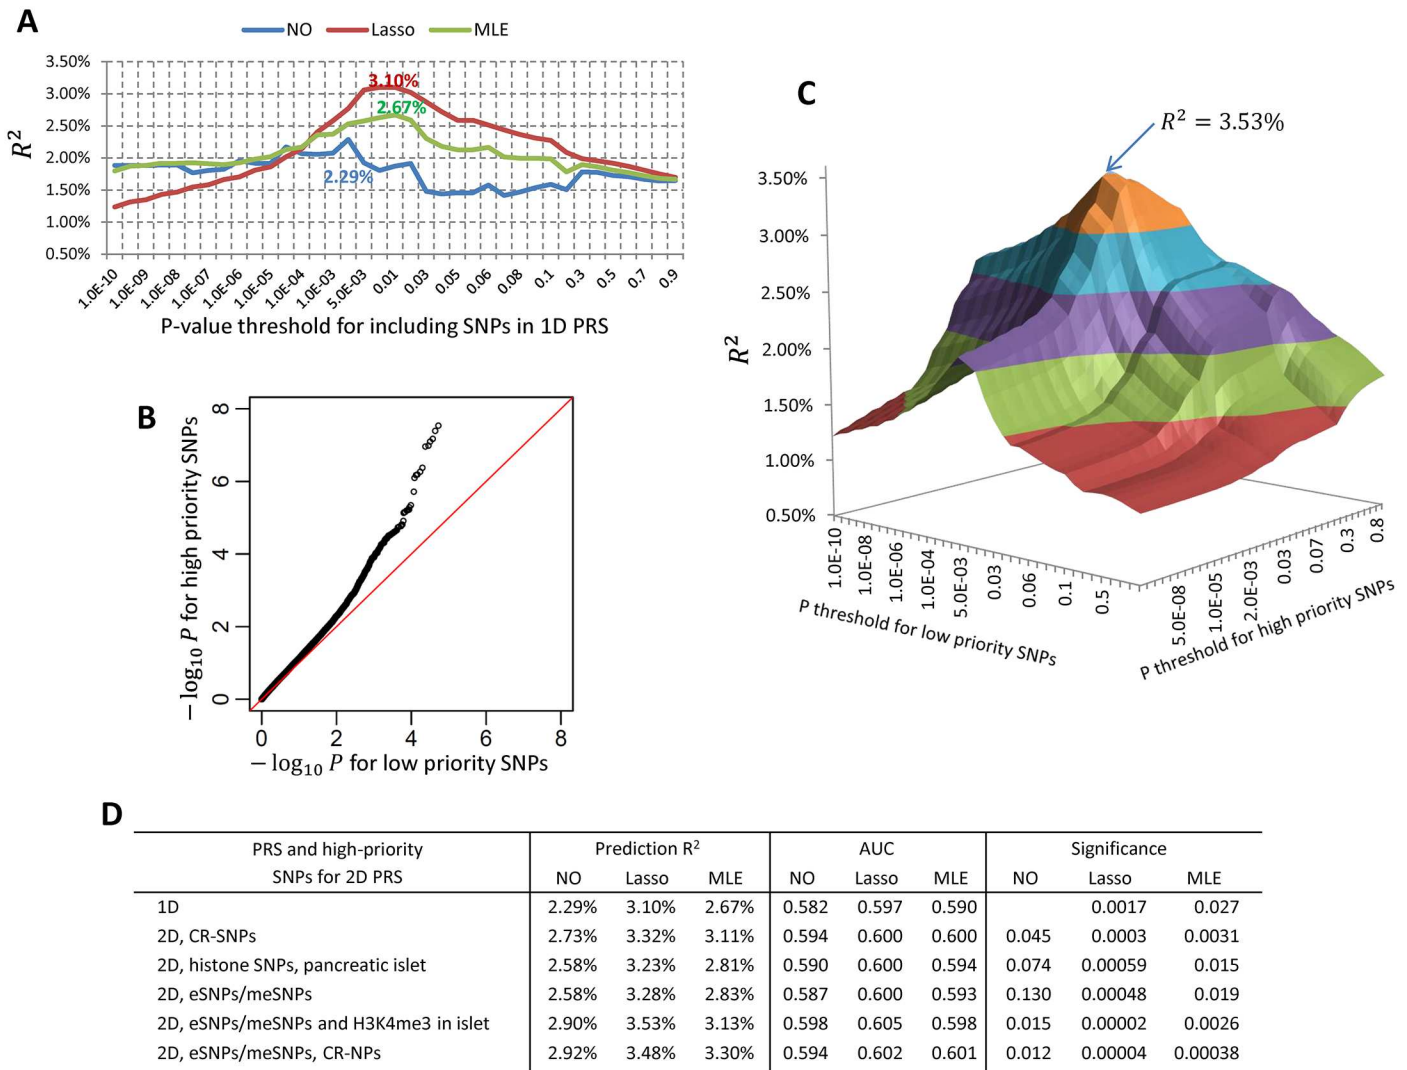 A
NO Lasso MLE
3.50%
3.00%
2.50%
2.00%
1.50%
1.00%
0.50%
R²
3.10%
2.67%
2.29%
1.0E-10
1.0E-09
1.0E-08
1.0E-07
1.0E-06
1.0E-05
1.0E-04
1.0E-03
5.0E-03
0.01
0.03
0.05
0.06
0.08
0.1
0.3
0.5
0.7
0.9
P-value threshold for including SNPs in 1D PRS
B
− log₁₀ P for high priority SNPs
8
6
4
2
0
0 2 4 6 8
− log₁₀ P for low priority SNPs
C
R² = 3.53%
R²
3.50%
3.00%
2.50%
2.00%
1.50%
1.00%
0.50%
1.0E-10
1.0E-08
1.0E-06
1.0E-04
5.0E-03
0.03
0.06
0.1
0.5
P threshold for low priority SNPs
5.0E-08
1.0E-05
2.0E-03
0.03
0.07
0.3
0.8
P threshold for high priority SNPs
D
PRS and high-priority Prediction R² AUC Significance
SNPs for 2D PRS NO Lasso MLE NO Lasso MLE NO Lasso MLE
1D 2.29% 3.10% 2.67% 0.582 0.597 0.590 0.0017 0.027
2D, CR-SNPs 2.73% 3.32% 3.11% 0.594 0.600 0.600 0.045 0.0003 0.0031
2D, histone SNPs, pancreatic islet 2.58% 3.23% 2.81% 0.590 0.600 0.594 0.074 0.00059 0.015
2D, eSNPs/meSNPs 2.58% 3.28% 2.83% 0.587 0.600 0.593 0.130 0.00048 0.019
2D, eSNPs/meSNPs and H3K4me3 in islet 2.90% 3.53% 3.13% 0.598 0.605 0.598 0.015 0.00002 0.0026
2D, eSNPs/meSNPs, CR-NPs 2.92% 3.48% 3.30% 0.594 0.602 0.601 0.012 0.00004 0.00038